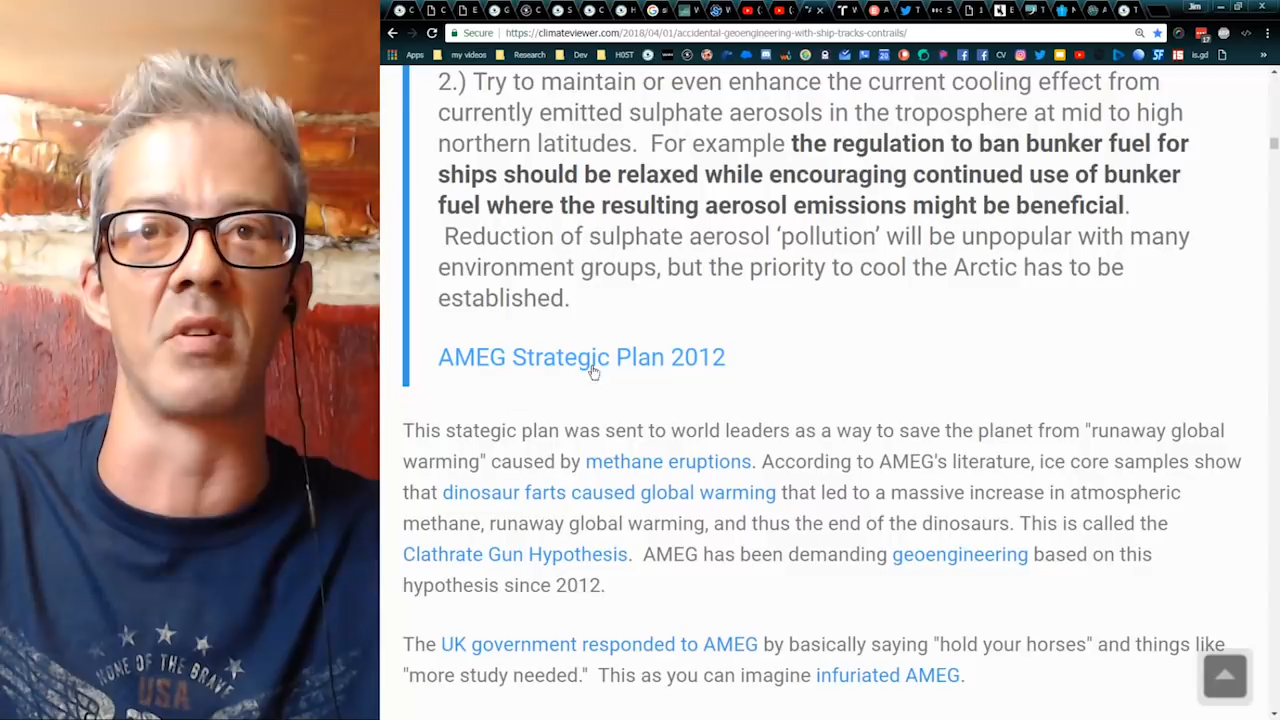 Jim
Secure
https://climateviewer.com/2018/04/01/accidental-geoengineering-with-ship-tracks-contrails/
Apps
my videos
Research
Dev
H0ST
CV
is.gd
2.) Try to maintain or even enhance the current cooling effect from
currently emitted sulphate aerosols in the troposphere at mid to high
northern latitudes. For example the regulation to ban bunker fuel for
ships should be relaxed while encouraging continued use of bunker
fuel where the resulting aerosol emissions might be beneficial.
Reduction of sulphate aerosol ‘pollution’ will be unpopular with many
environment groups, but the priority to cool the Arctic has to be
established.
AMEG Strategic Plan 2012
This stategic plan was sent to world leaders as a way to save the planet from "runaway global
warming" caused by methane eruptions. According to AMEG's literature, ice core samples show
that dinosaur farts caused global warming that led to a massive increase in atmospheric
methane, runaway global warming, and thus the end of the dinosaurs. This is called the
Clathrate Gun Hypothesis. AMEG has been demanding geoengineering based on this
hypothesis since 2012.
The UK government responded to AMEG by basically saying "hold your horses" and things like
"more study needed." This as you can imagine infuriated AMEG.
OF THE BRAVE
USA